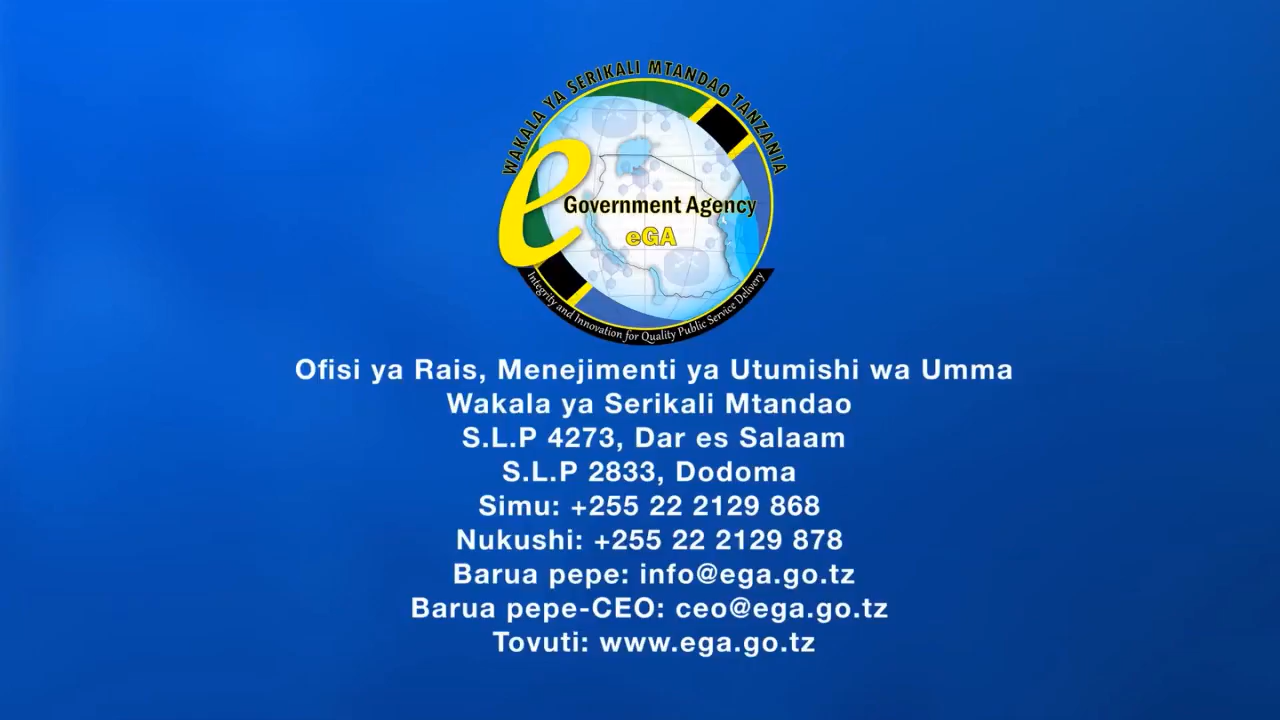 WAKALA YA SERIKALI MTANDAO TANZANIA
e
Government Agency
eGA
Integrity and Innovation for Quality Public Service Delivery
Ofisi ya Rais, Menejimenti ya Utumishi wa Umma
Wakala ya Serikali Mtandao
S.L.P 4273, Dar es Salaam
S.L.P 2833, Dodoma
Simu: +255 22 2129 868
Nukushi: +255 22 2129 878
Barua pepe: info@ega.go.tz
Barua pepe-CEO: ceo@ega.go.tz
Tovuti: www.ega.go.tz